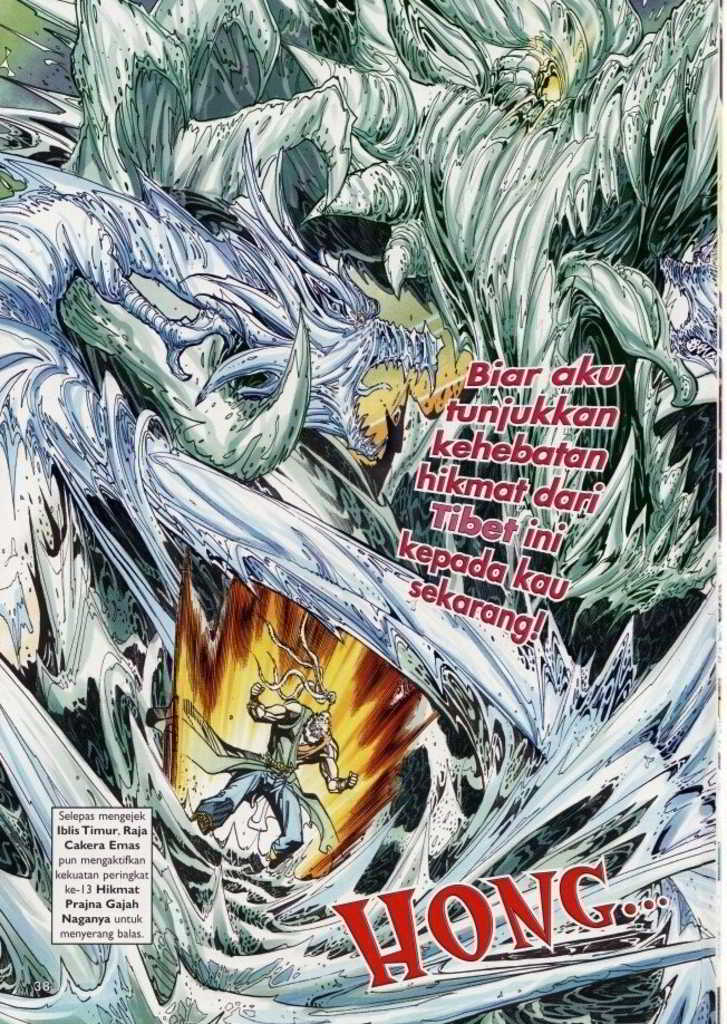 Biar aku
tunjukkan
kehebatan
hikmat dari
Tibet ini
kepada kau
sekarang!
Selepas mengejek
Iblis Timur, Raja
Cakera Emas
pun mengaktifkan
kekuatan peringkat
ke-13 Hikmat
Prajna Gajah
Naganya untuk
menyerang balas.
HONG...
38